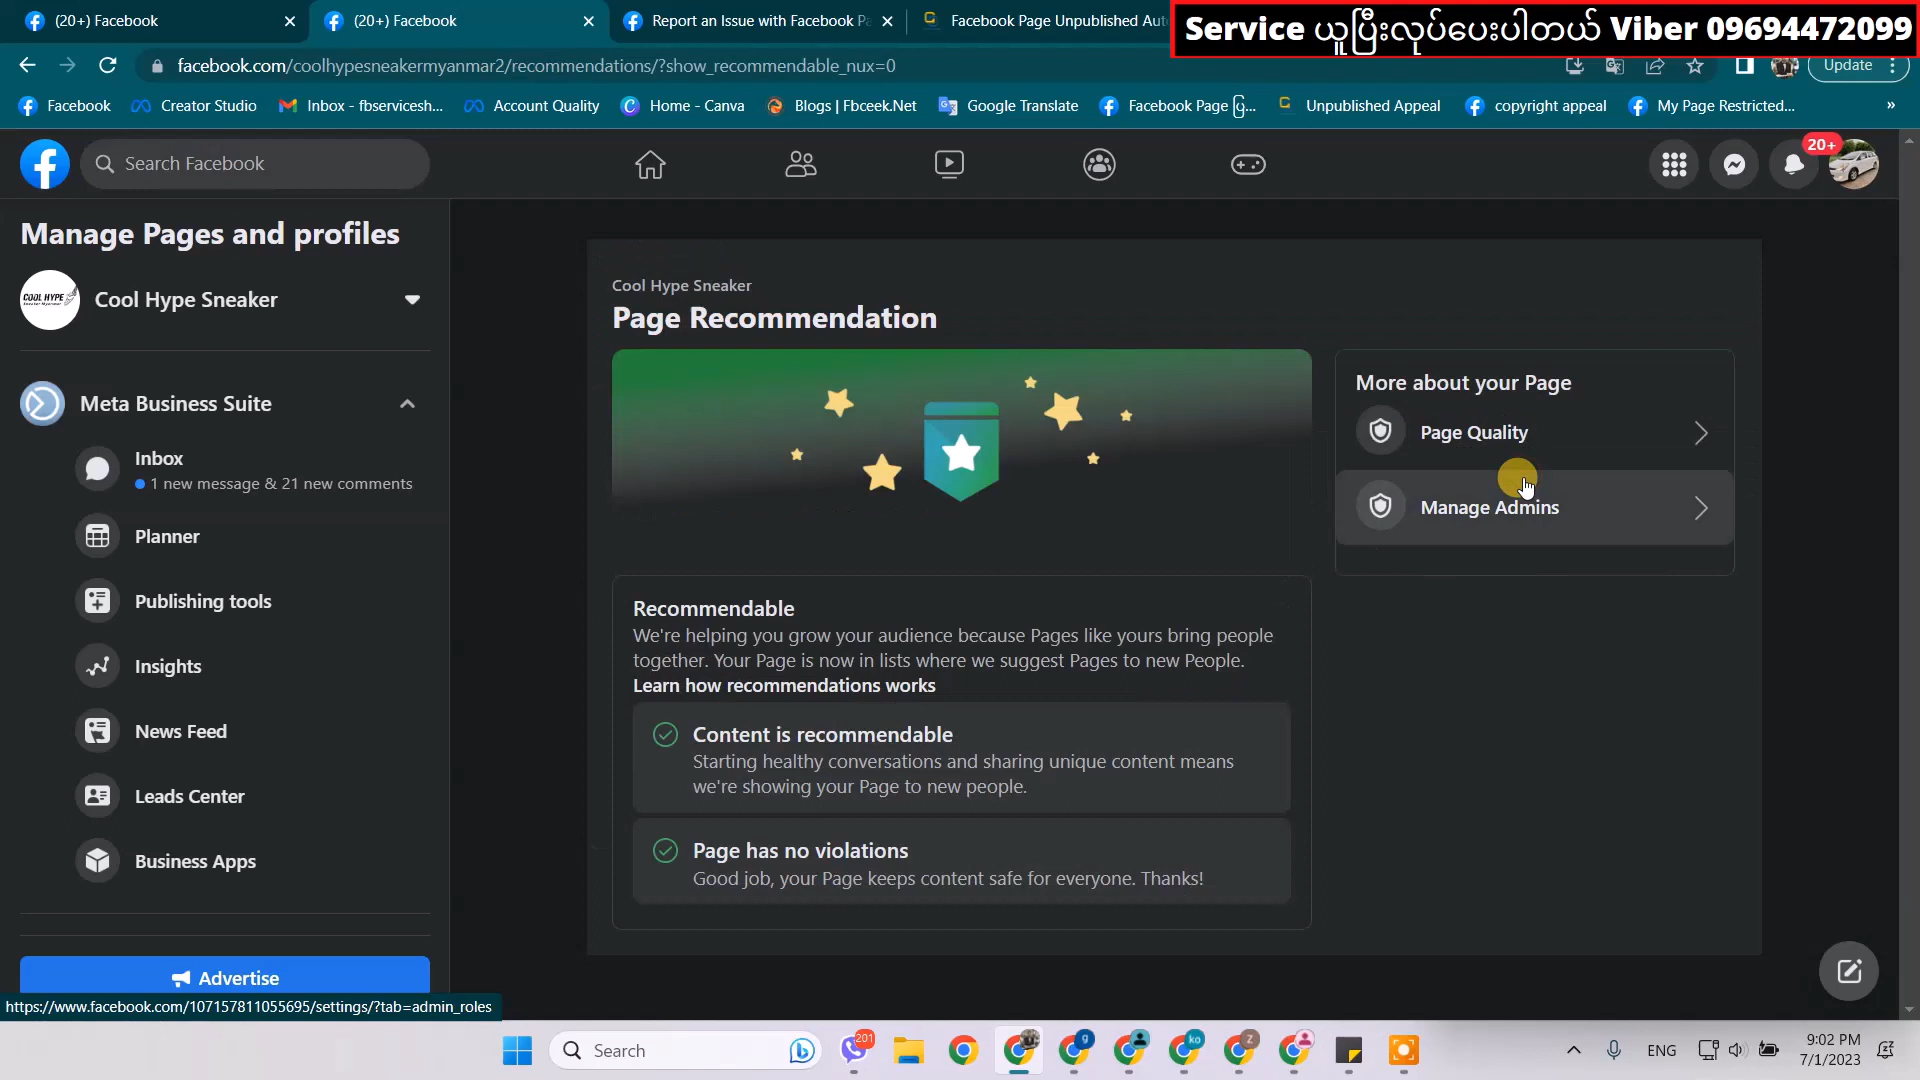 (20+) Facebook
(20+) Facebook
Report an Issue with Facebook Pa
Facebook Page Unpublished Aut
Service ယူပြီးလုပ်ပေးပါတယ် Viber 09694472099
facebook.com/coolhypesneakermyanmar2/recommendations/?show_recommendable_nux=0
Update
Facebook
Creator Studio
Inbox - fbservicesh...
Account Quality
Home - Canva
Blogs | Fbceek.Net
Google Translate
Facebook Page ပြ...
Unpublished Appeal
copyright appeal
My Page Restricted...
»
Search Facebook
20+
Manage Pages and profiles
COOL HYPE
Cool Hype Sneaker
Meta Business Suite
Inbox
1 new message & 21 new comments
Planner
Publishing tools
Insights
News Feed
Leads Center
Business Apps
Advertise
https://www.facebook.com/107157811055695/settings/?tab=admin_roles
Cool Hype Sneaker
Page Recommendation
More about your Page
Page Quality
Manage Admins
Recommendable
We're helping you grow your audience because Pages like yours bring people
together. Your Page is now in lists where we suggest Pages to new People.
Learn how recommendations works
Content is recommendable
Starting healthy conversations and sharing unique content means
we're showing your Page to new people.
Page has no violations
Good job, your Page keeps content safe for everyone. Thanks!
Search
201
g
ko
Z
ENG
9:02 PM
7/1/2023